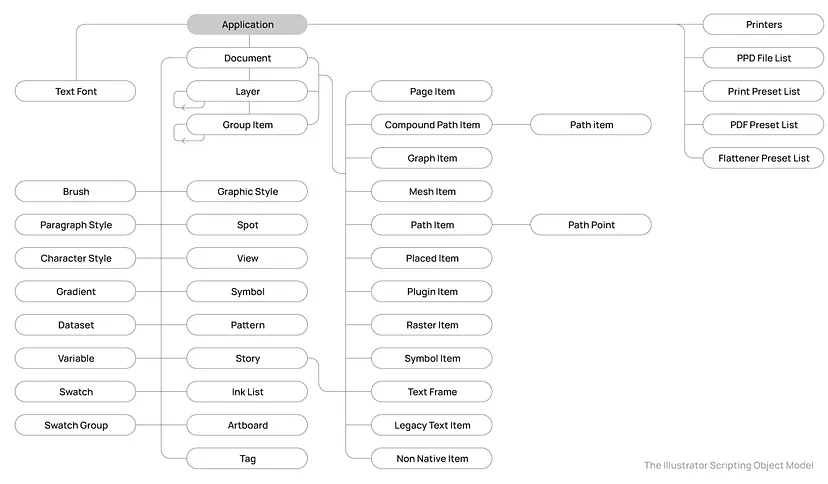 Application
Printers
Document
PPD File List
Text Font
Layer
Page Item
Print Preset List
Group Item
Compound Path Item
Path item
PDF Preset List
Graph Item
Flattener Preset List
Brush
Graphic Style
Mesh Item
Paragraph Style
Spot
Path Item
Path Point
Character Style
View
Placed Item
Gradient
Symbol
Plugin Item
Dataset
Pattern
Raster Item
Variable
Story
Symbol Item
Swatch
Ink List
Text Frame
Swatch Group
Artboard
Legacy Text Item
Tag
Non Native Item
The Illustrator Scripting Object Model